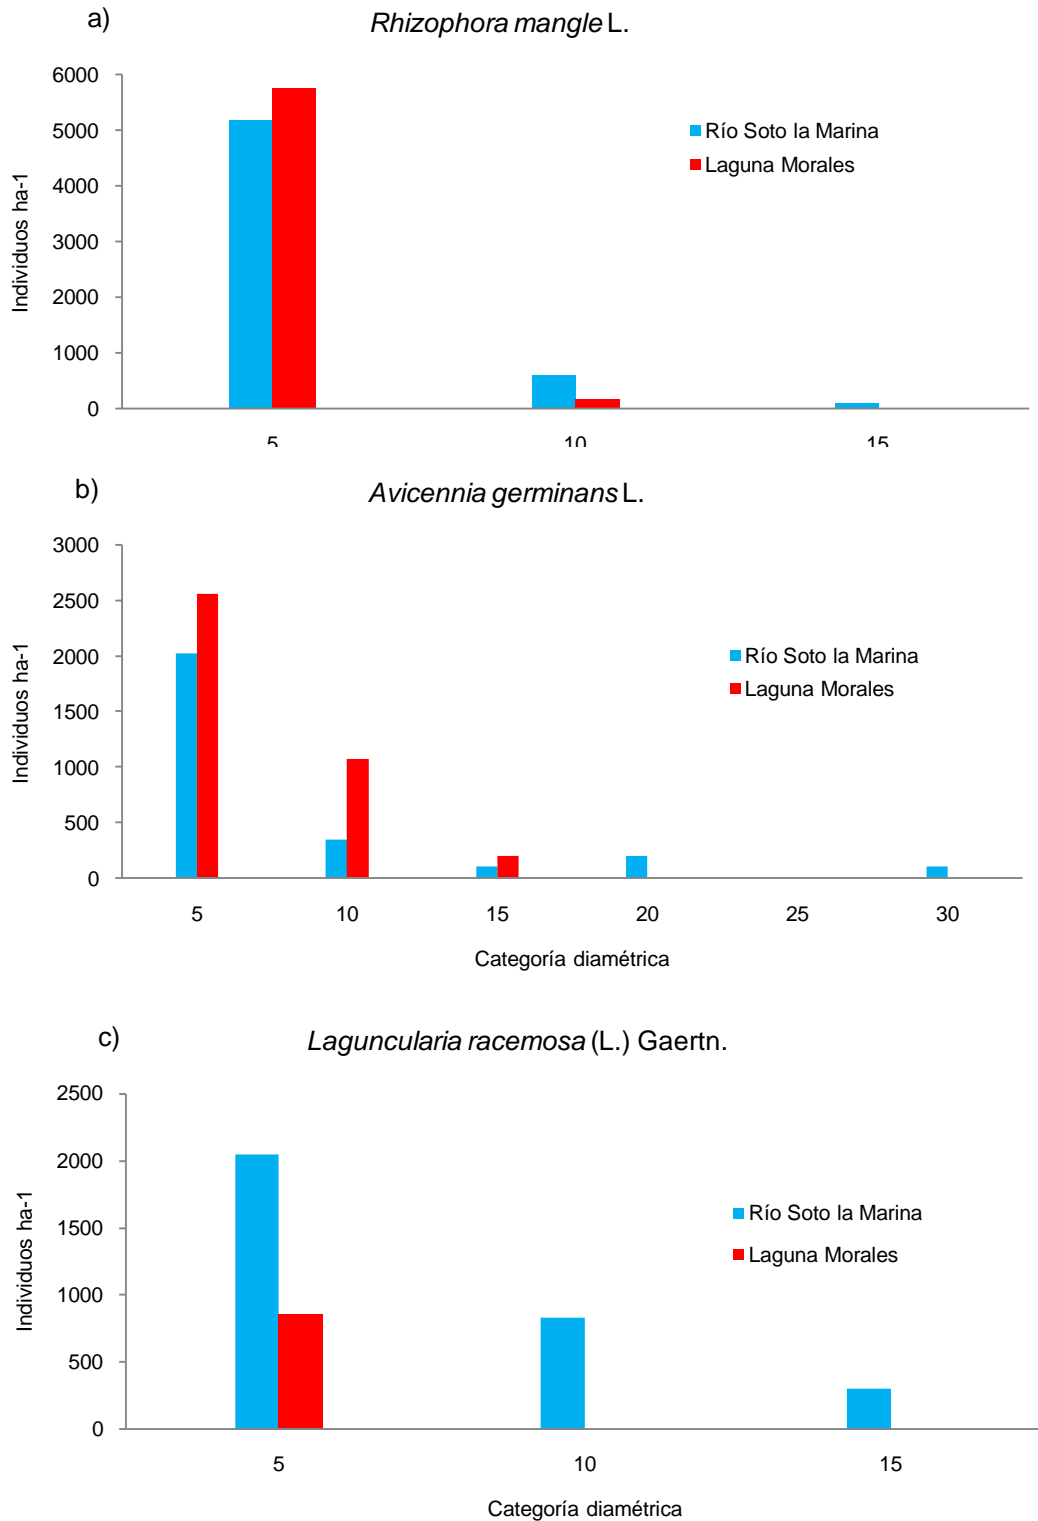 a)
Rhizophora mangle L.
6000
5000
4000
3000
2000
1000
0
Individuos ha-1
Río Soto la Marina
Laguna Morales
5 10 15
b)
Avicennia germinans L.
3000
2500
2000
1500
1000
500
0
Individuos ha-1
Río Soto la Marina
Laguna Morales
5 10 15 20 25 30
Categoría diamétrica
c)
Laguncularia racemosa (L.) Gaertn.
2500
2000
1500
1000
500
0
Individuos ha-1
Río Soto la Marina
Laguna Morales
5 10 15
Categoría diamétrica